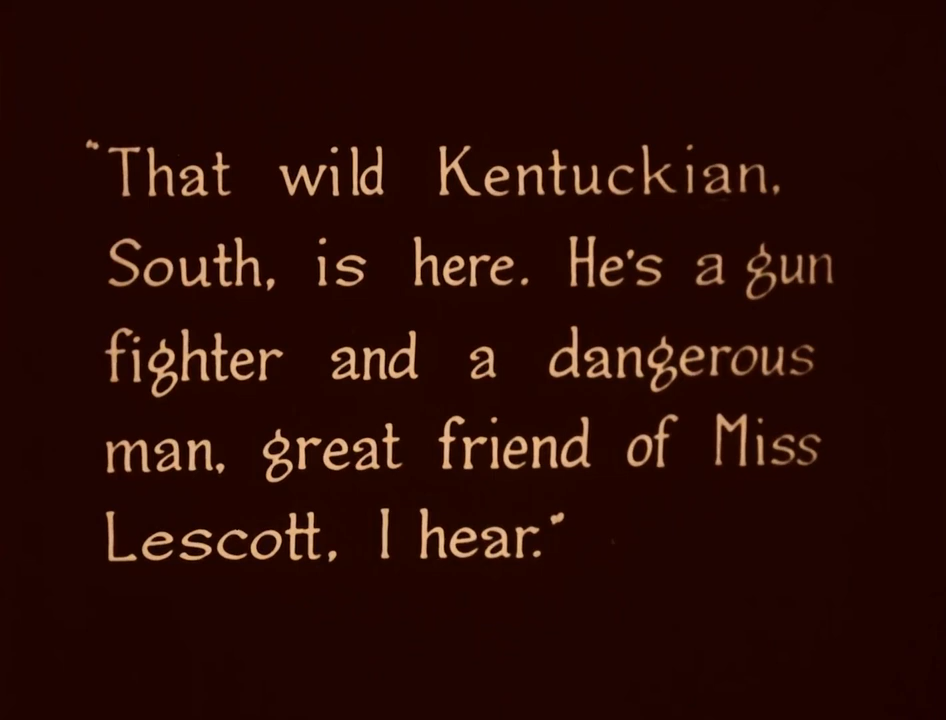 "That wild Kentuckian,
South, is here. He's a gun
fighter and a dangerous
man, great friend of Miss
Lescott, I hear."